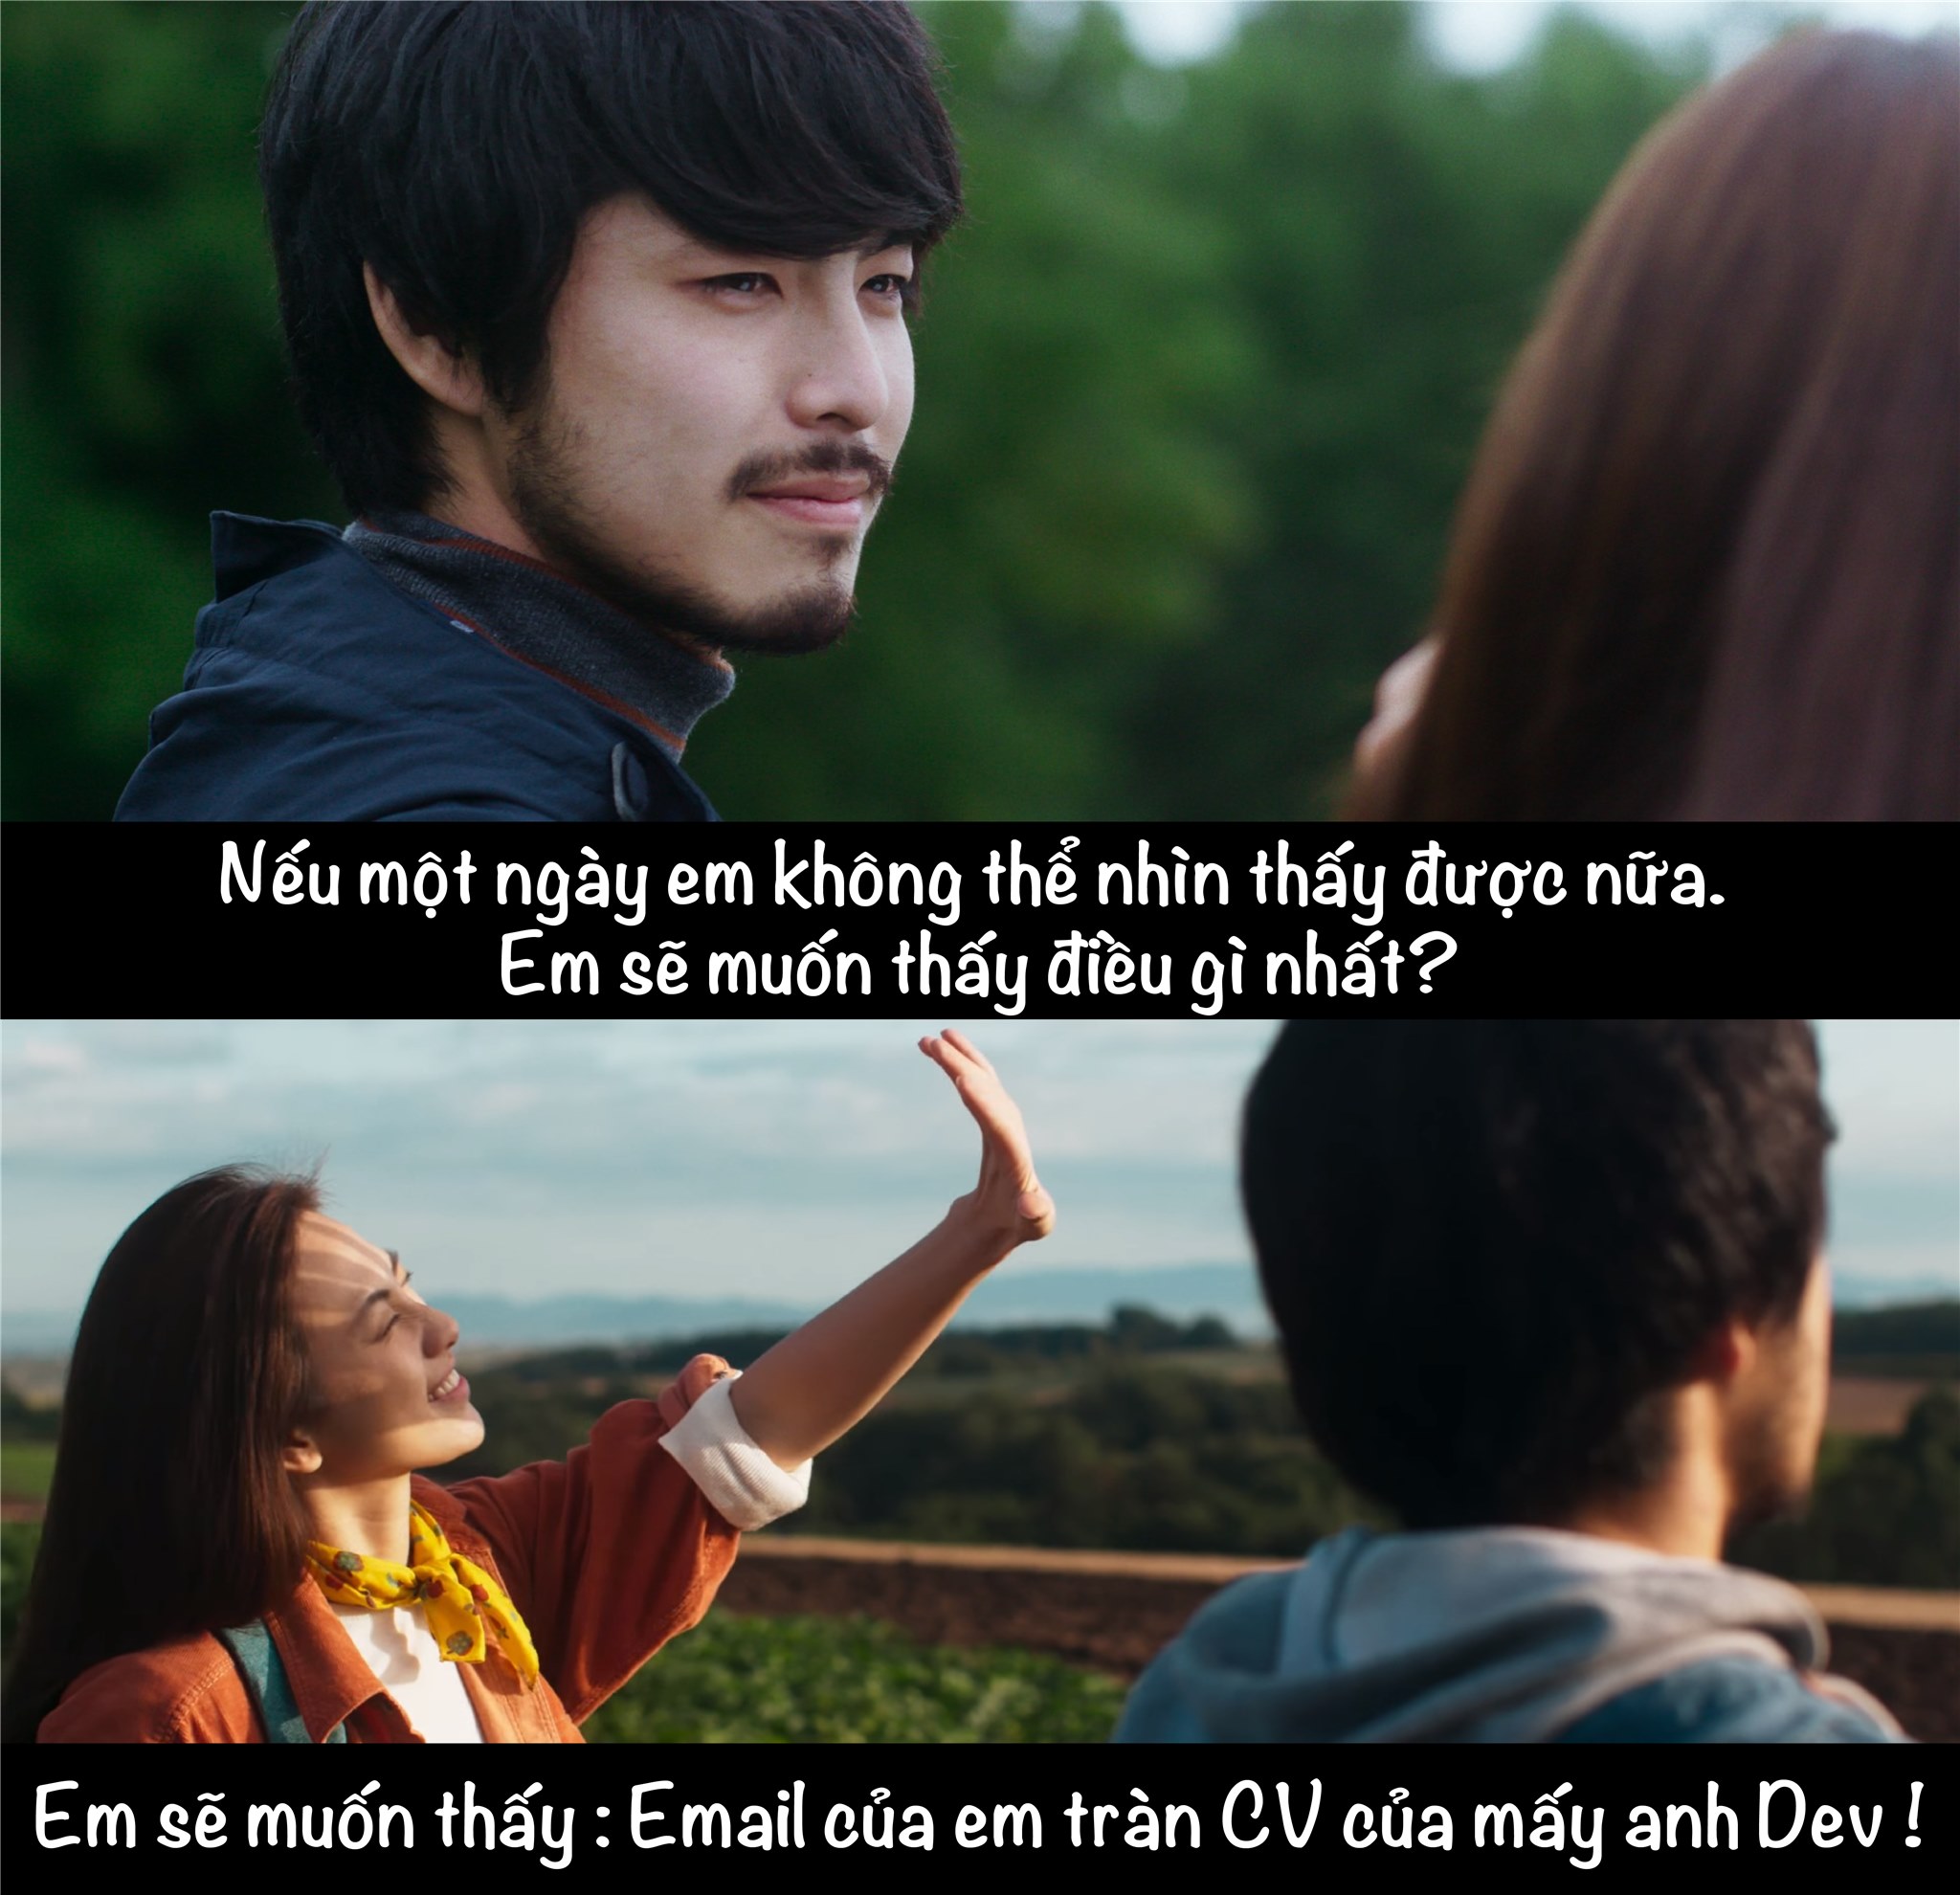 Nếu một ngày em không thể nhìn thấy được nữa.
Em sẽ muốn thấy điều gì nhất?
Em sẽ muốn thấy : Email của em tràn CV của mấy anh Dev !